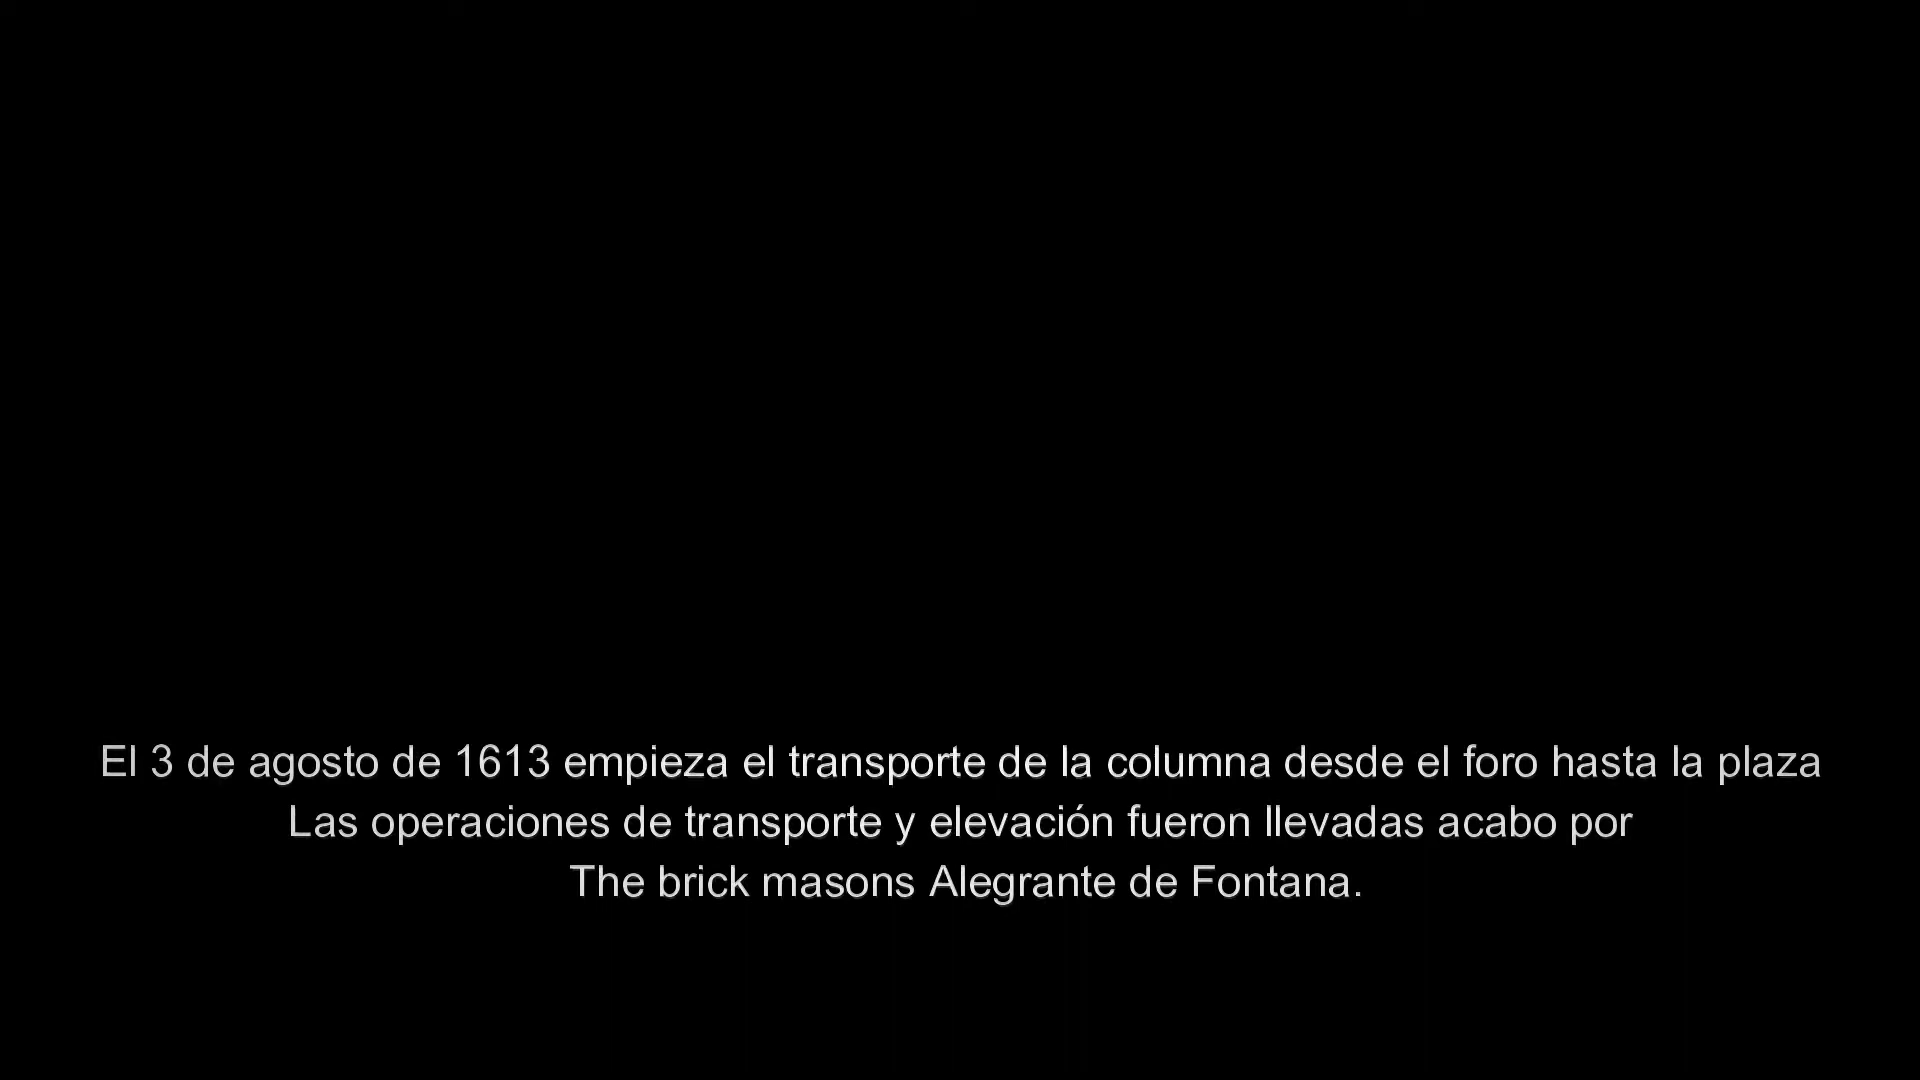 El 3 de agosto de 1613 empieza el transporte de la columna desde el foro hasta la plaza
Las operaciones de transporte y elevación fueron llevadas acabo por
The brick masons Alegrante de Fontana.